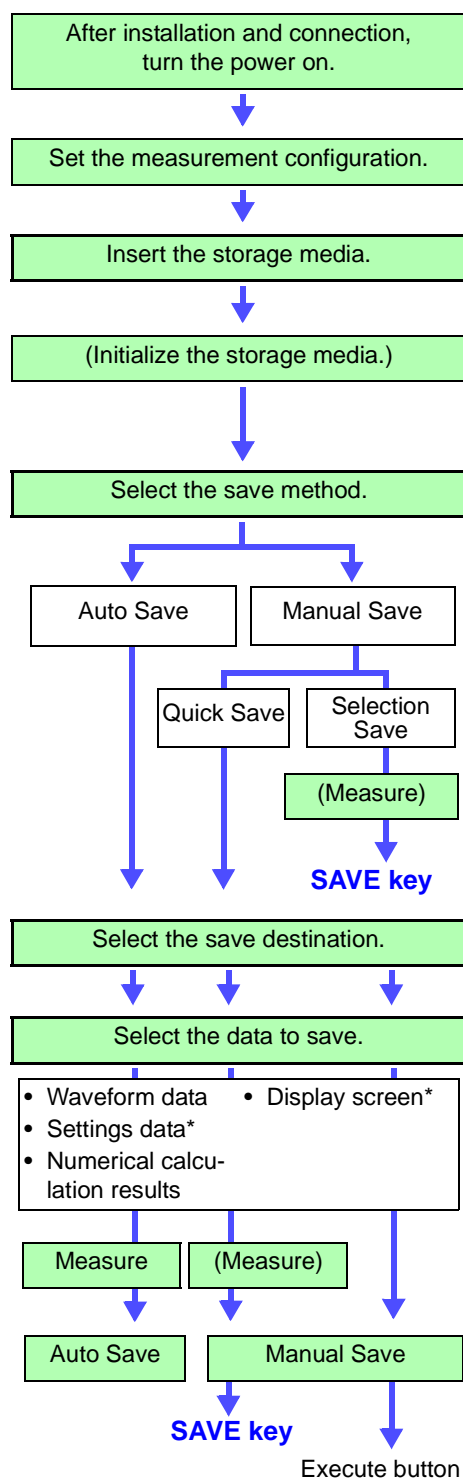 After installation and connection,
turn the power on.
Set the measurement configuration.
Insert the storage media.
(Initialize the storage media.)
Select the save method.
Auto Save
Manual Save
Quick Save
Selection
Save
(Measure)
SAVE key
Select the save destination.
Select the data to save.
• Waveform data
• Settings data*
• Numerical calcu-
lation results
• Display screen*
Measure
(Measure)
Auto Save
Manual Save
SAVE key
Execute button